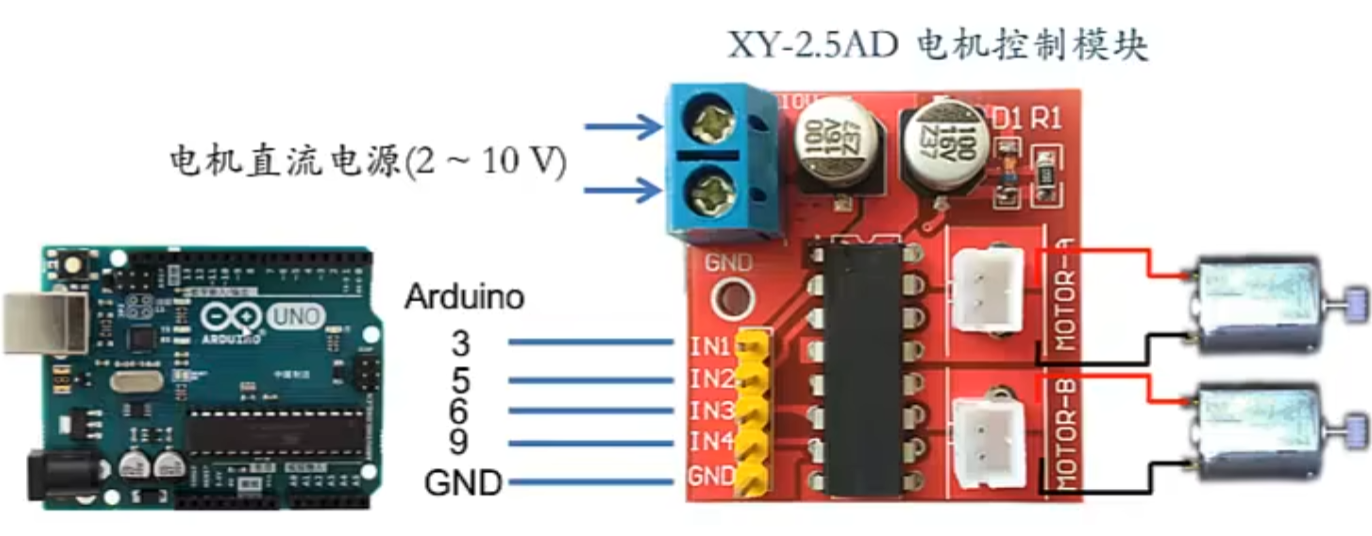 XY-2.5AD 电机控制模块
电机直流电源(2 ~ 10 V)
10V
100
16V
Z37
100
16V
Z37
D1 R1
GND
MOTOR-A
MOTOR-B
Arduino
3
5
6
9
GND
IN1
IN2
IN3
IN4
GND
UNO
ARDUINO